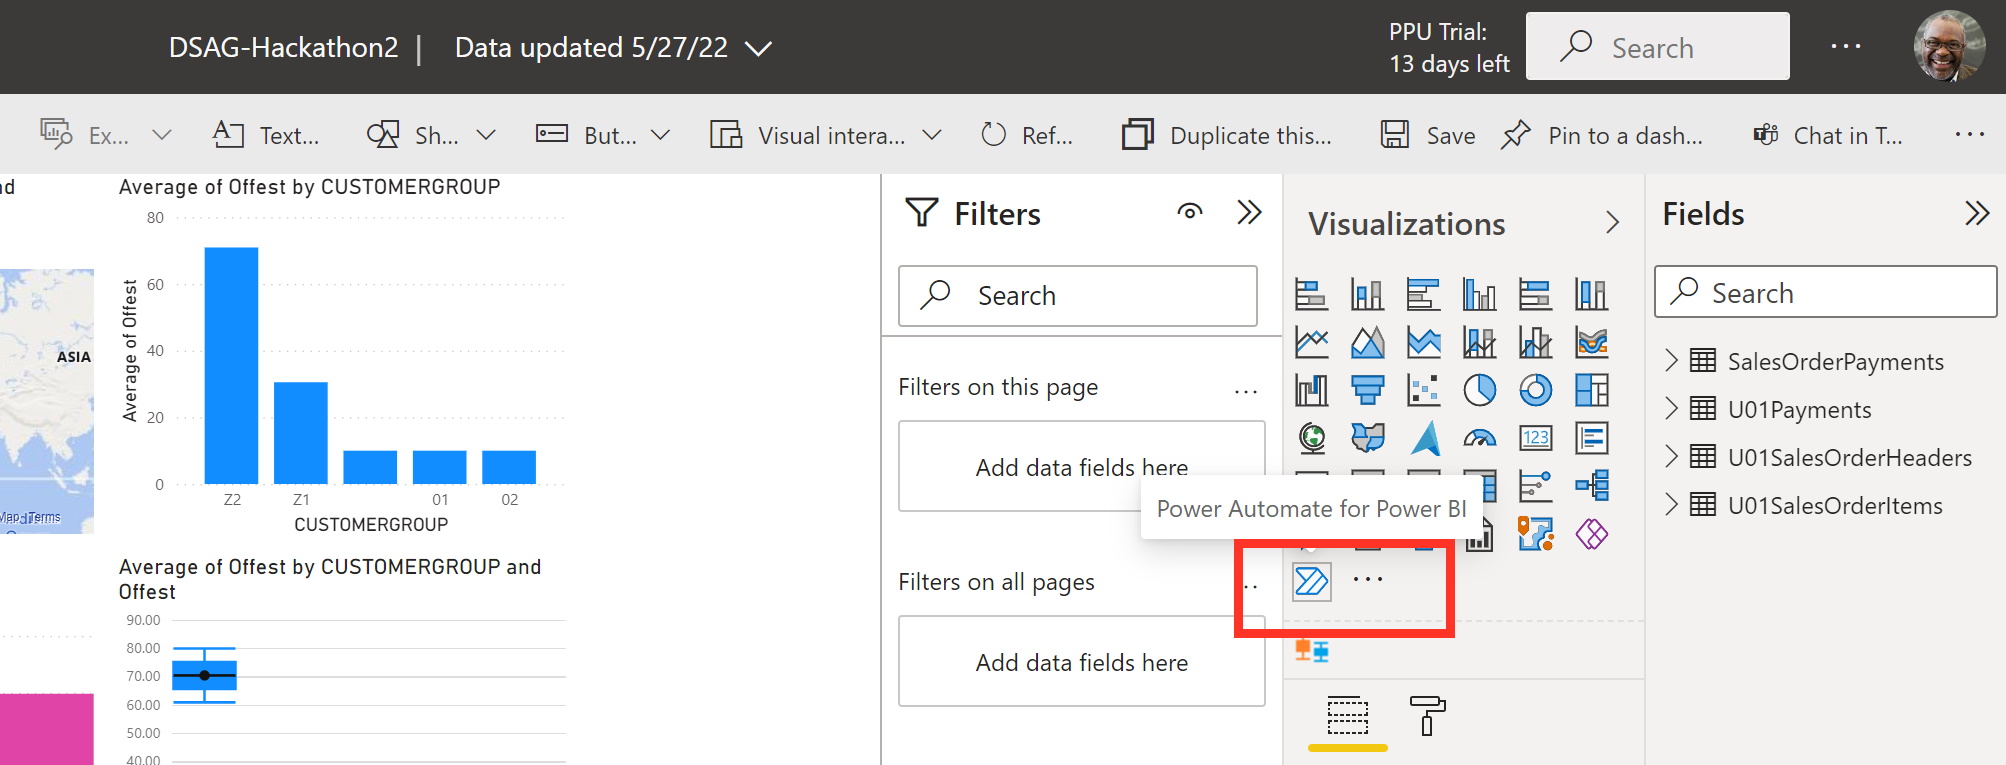 DSAG-Hackathon2 | Data updated 5/27/22
PPU Trial:
13 days left
Search
...
Ex...
Text...
Sh...
But...
Visual intera...
Ref...
Duplicate this...
Save
Pin to a dash...
Chat in T...
...
nd
ASIA
Terms
Average of Offest by CUSTOMERGROUP
80
60
40
20
0
Average of Offest
Z2 Z1 01 02
CUSTOMERGROUP
Average of Offest by CUSTOMERGROUP and
Offest
90.00
80.00
70.00
60.00
50.00
40.00
Filters
Search
Filters on this page ...
Add data fields here
Filters on all pages ..
Add data fields here
Visualizations
123
Power Automate for Power BI
...
Fields
Search
SalesOrderPayments
U01Payments
U01SalesOrderHeaders
U01SalesOrderItems